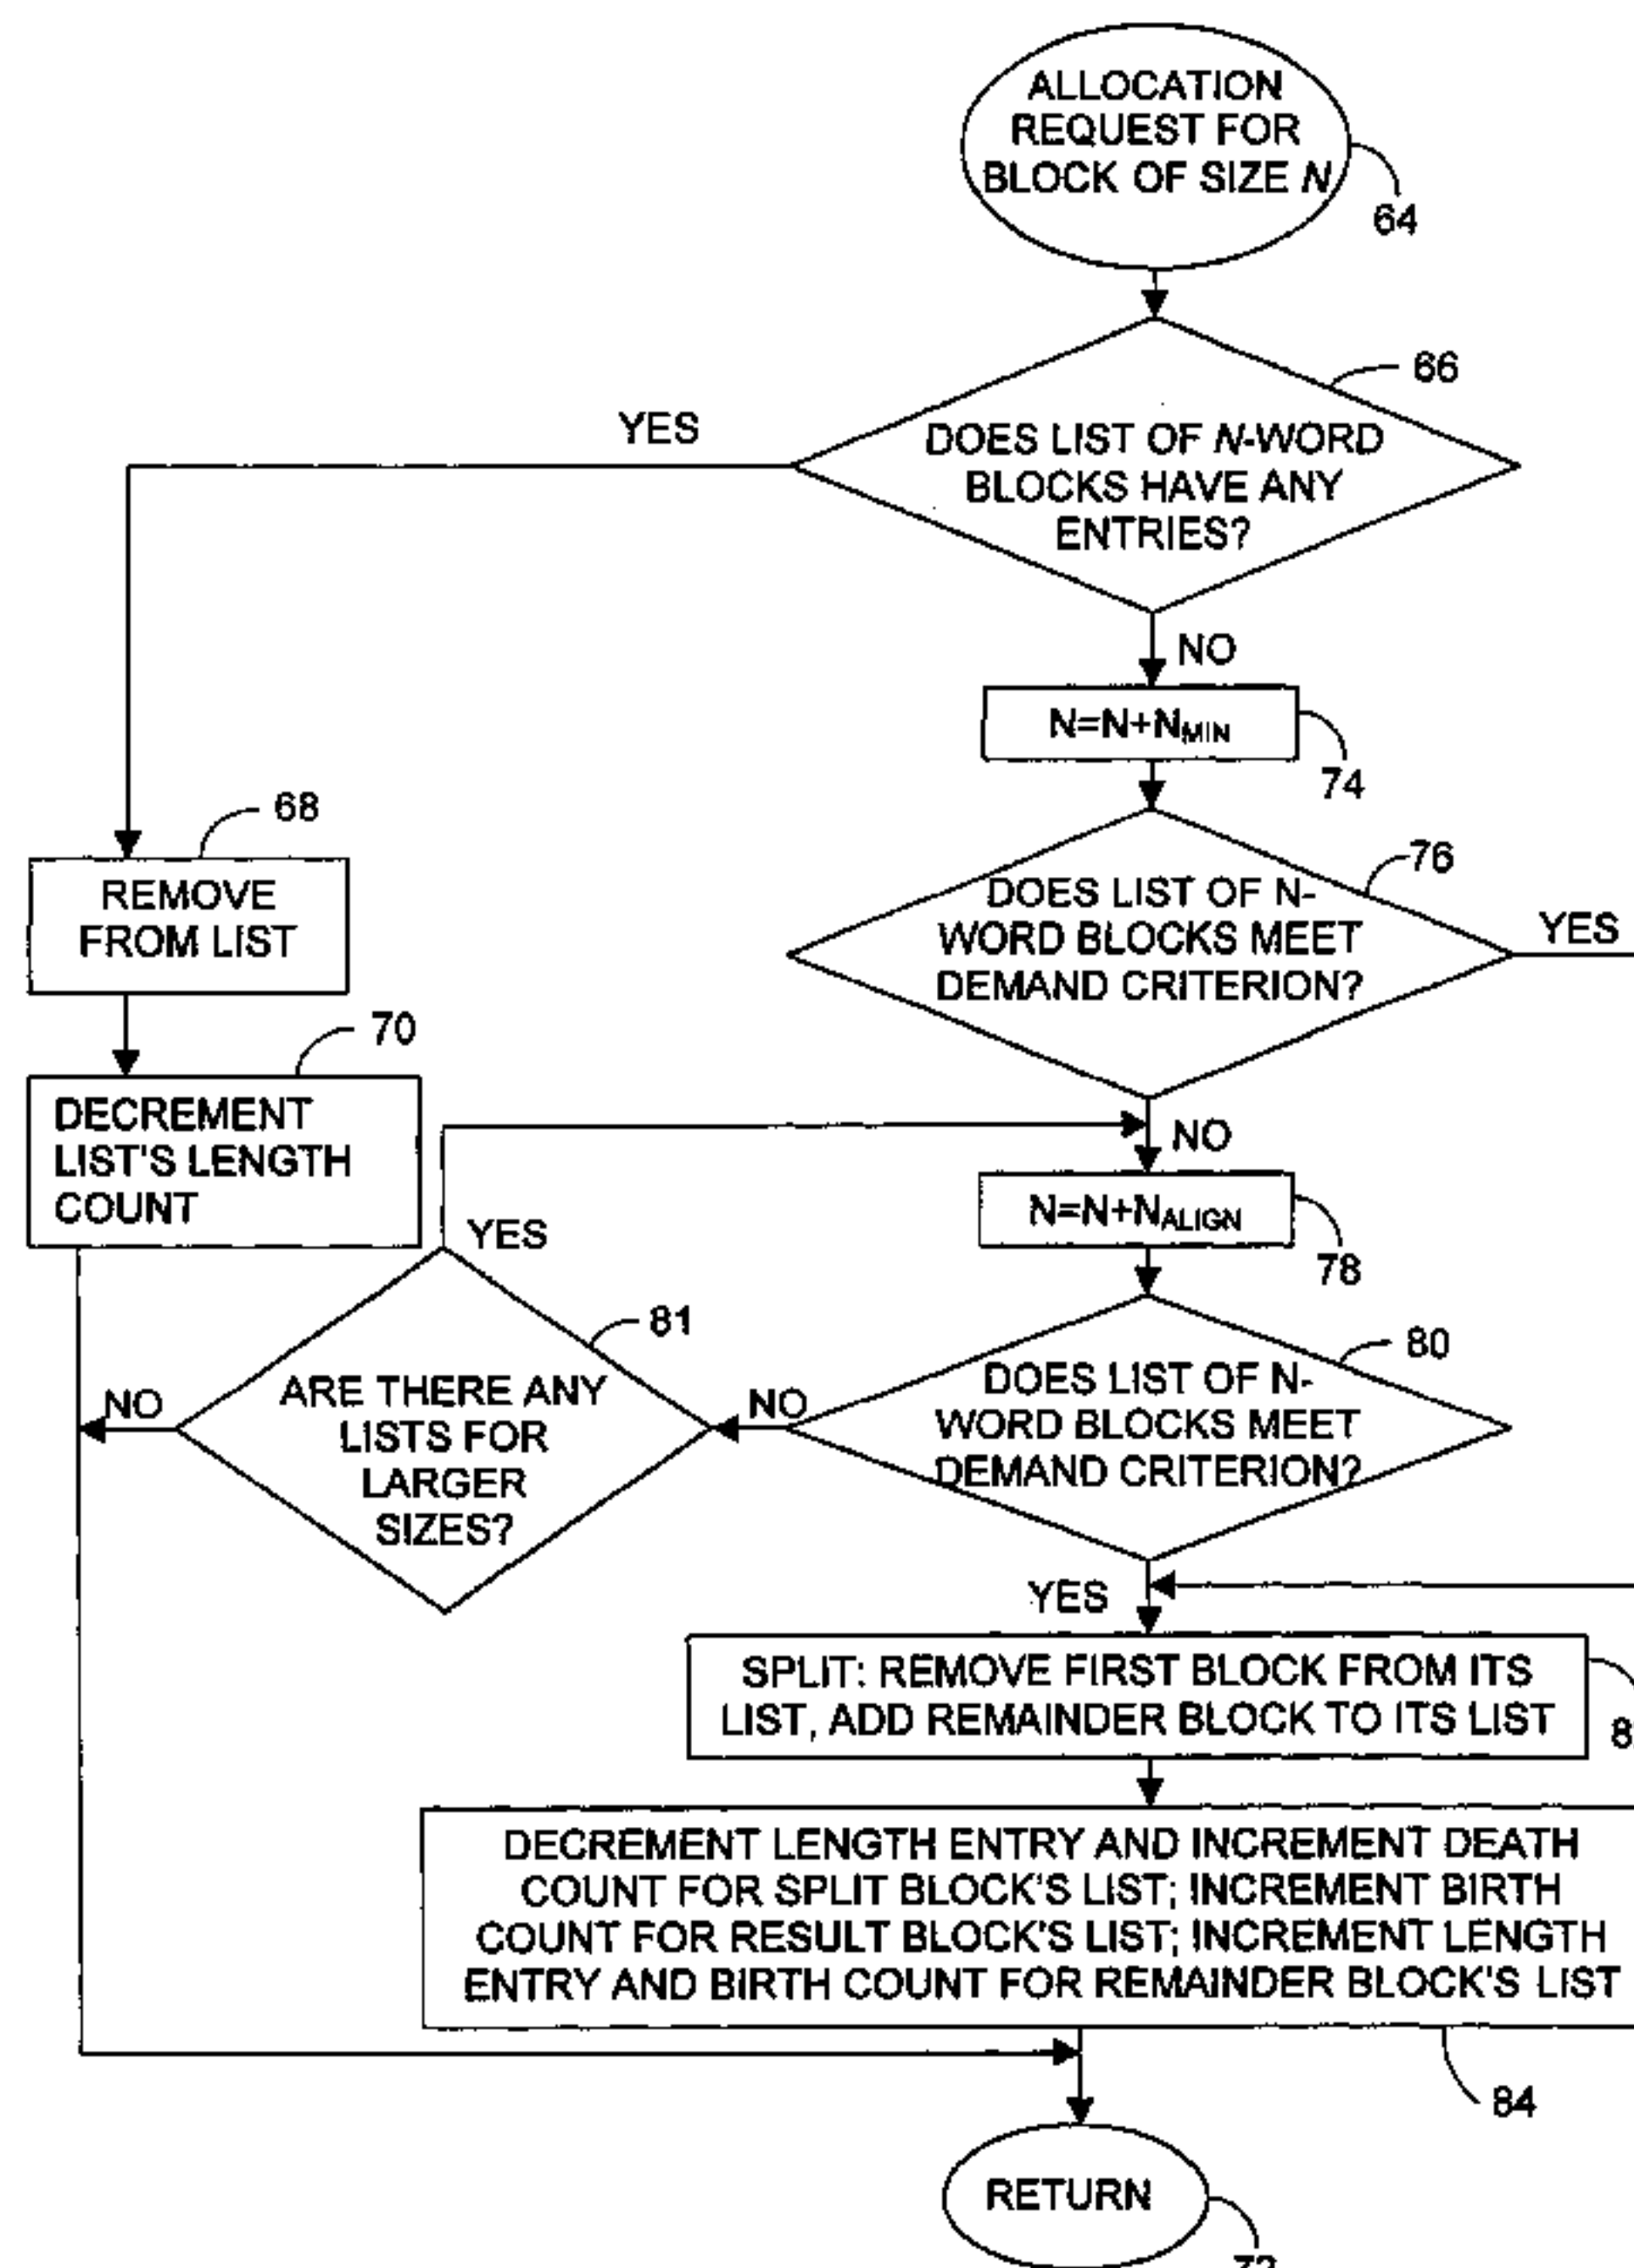 ALLOCATION
REQUEST FOR
BLOCK OF SIZE N
64
66
YES
DOES LIST OF N-WORD
BLOCKS HAVE ANY
ENTRIES?
NO
N=N+NMIN
74
68
REMOVE
FROM LIST
76
DOES LIST OF N-
WORD BLOCKS MEET
DEMAND CRITERION?
YES
70
DECREMENT
LIST'S LENGTH
COUNT
NO
N=N+NALIGN
78
YES
81
ARE THERE ANY
LISTS FOR
LARGER
SIZES?
NO
NO
80
DOES LIST OF N-
WORD BLOCKS MEET
DEMAND CRITERION?
YES
SPLIT: REMOVE FIRST BLOCK FROM ITS
LIST, ADD REMAINDER BLOCK TO ITS LIST
DECREMENT LENGTH ENTRY AND INCREMENT DEATH
COUNT FOR SPLIT BLOCK'S LIST; INCREMENT BIRTH
COUNT FOR RESULT BLOCK'S LIST; INCREMENT LENGTH
ENTRY AND BIRTH COUNT FOR REMAINDER BLOCK'S LIST
84
RETURN